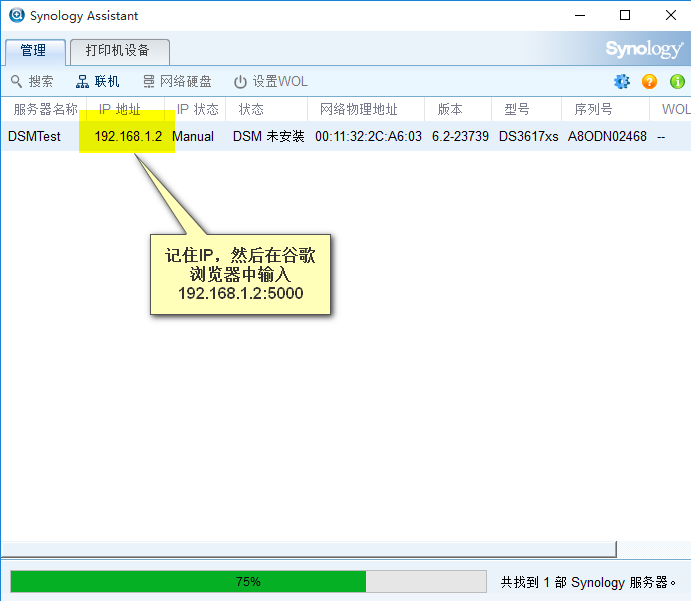 Synology Assistant
管理 打印机设备 Synology
搜索 联机 网络硬盘 设置WOL
服务器名称 IP 地址 IP 状态 状态 网络物理地址 版本 型号 序列号 WOL
DSMTest 192.168.1.2 Manual DSM 未安装 00:11:32:2C:A6:03 6.2-23739 DS3617xs A8ODN02468 --
记住IP，然后在谷歌
浏览器中输入
192.168.1.2:5000
75% 共找到 1 部 Synology 服务器。